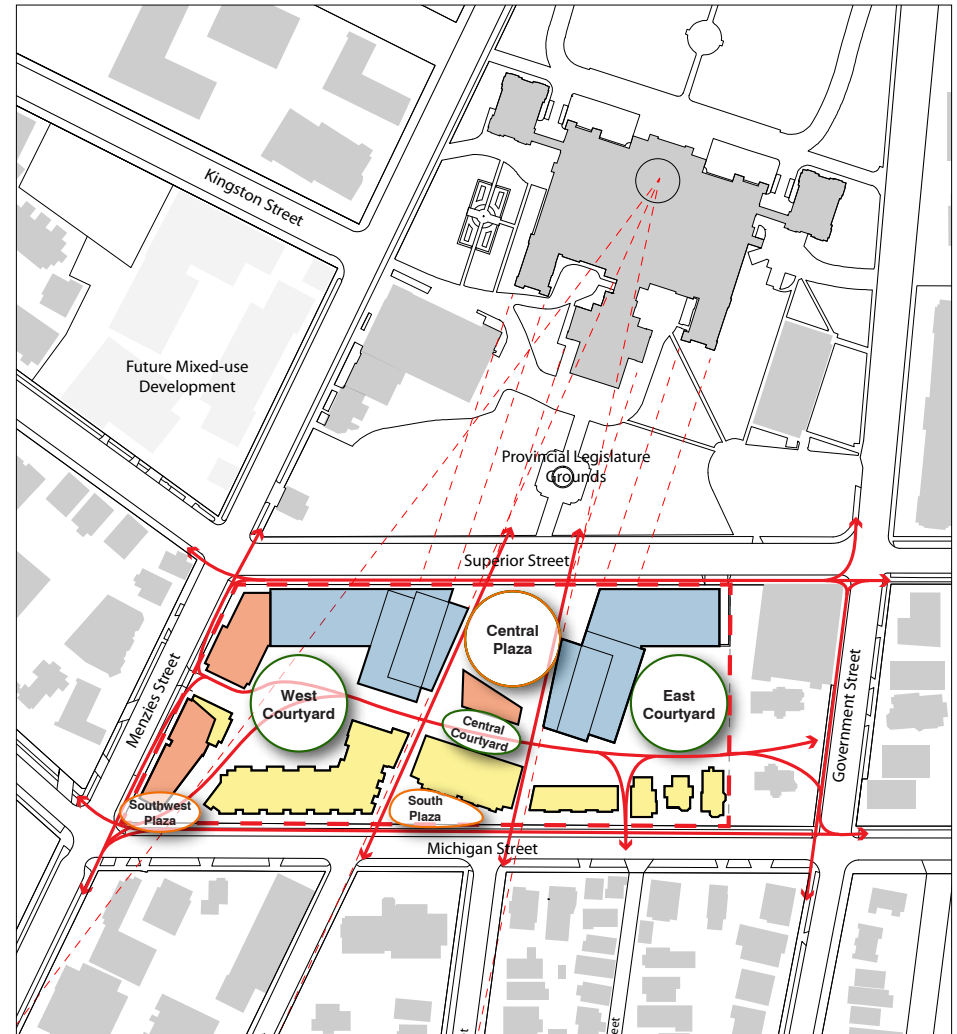 Kingston Street
Future Mixed-use
Development
Provincial Legislature
Grounds
Superior Street
Central
Plaza
West
Courtyard
East
Courtyard
Central
Courtyard
Menzies Street
Government Street
Southwest
Plaza
South
Plaza
Michigan Street